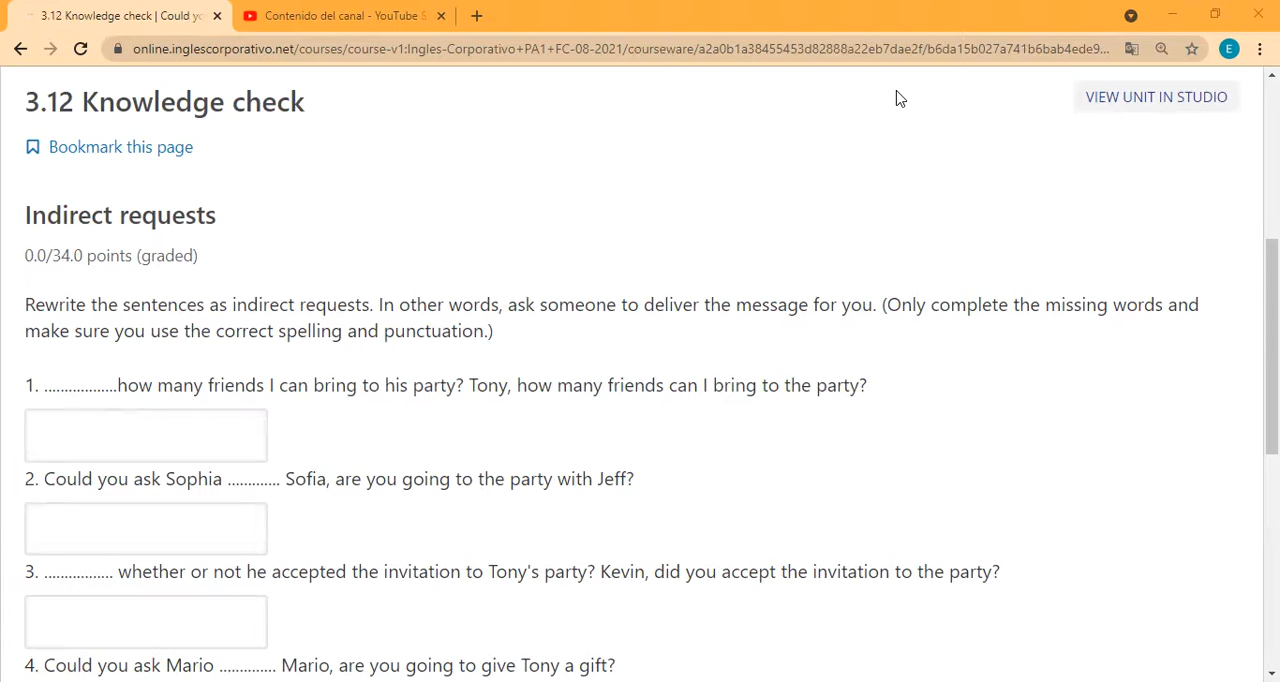 3.12 Knowledge check | Could yo
Contenido del canal - YouTube S
online.inglescorporativo.net/courses/course-v1:Ingles-Corporativo+PA1+FC-08-2021/courseware/a2a0b1a38455453d82888a22eb7dae2f/b6da15b027a741b6bab4ede9...
E
3.12 Knowledge check
VIEW UNIT IN STUDIO
Bookmark this page
Indirect requests
0.0/34.0 points (graded)
Rewrite the sentences as indirect requests. In other words, ask someone to deliver the message for you. (Only complete the missing words and
make sure you use the correct spelling and punctuation.)
1. .................how many friends I can bring to his party? Tony, how many friends can I bring to the party?
2. Could you ask Sophia ............ Sofia, are you going to the party with Jeff?
3. ................ whether or not he accepted the invitation to Tony's party? Kevin, did you accept the invitation to the party?
4. Could you ask Mario ............. Mario, are you going to give Tony a gift?